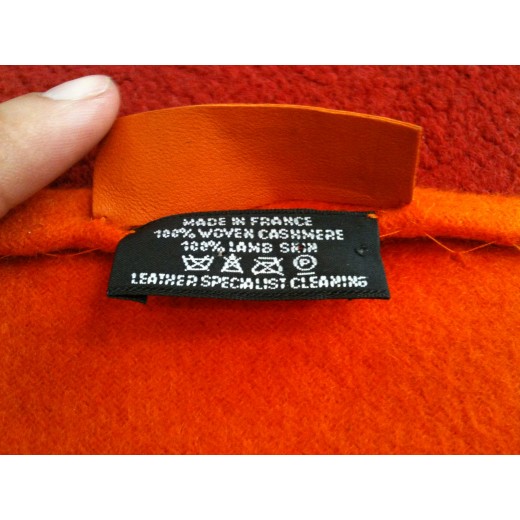 MADE IN FRANCE
100% WOVEN CASHMERE
100% LAMB SKIN
P
LEATHER SPECIALIST CLEANING